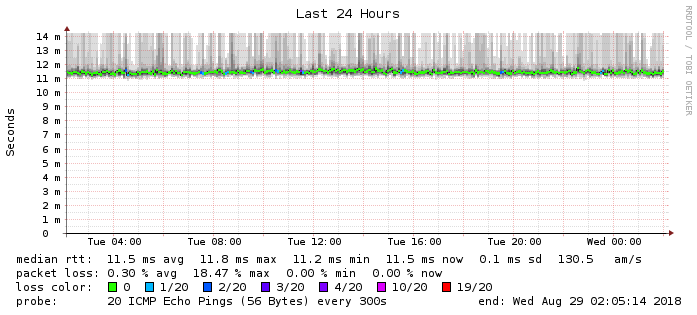 Last 24 Hours
RRDTOOL / TOBI OETIKER
Seconds
14 m
13 m
12 m
11 m
10 m
9 m
8 m
7 m
6 m
5 m
4 m
3 m
2 m
1 m
0
Tue 04:00 Tue 08:00 Tue 12:00 Tue 16:00 Tue 20:00 Wed 00:00
median rtt: 11.5 ms avg 11.8 ms max 11.2 ms min 11.5 ms now 0.1 ms sd 130.5 am/s
packet loss: 0.30 % avg 18.47 % max 0.00 % min 0.00 % now
loss color: 0 1/20 2/20 3/20 4/20 10/20 19/20
probe: 20 ICMP Echo Pings (56 Bytes) every 300s end: Wed Aug 29 02:05:14 2018